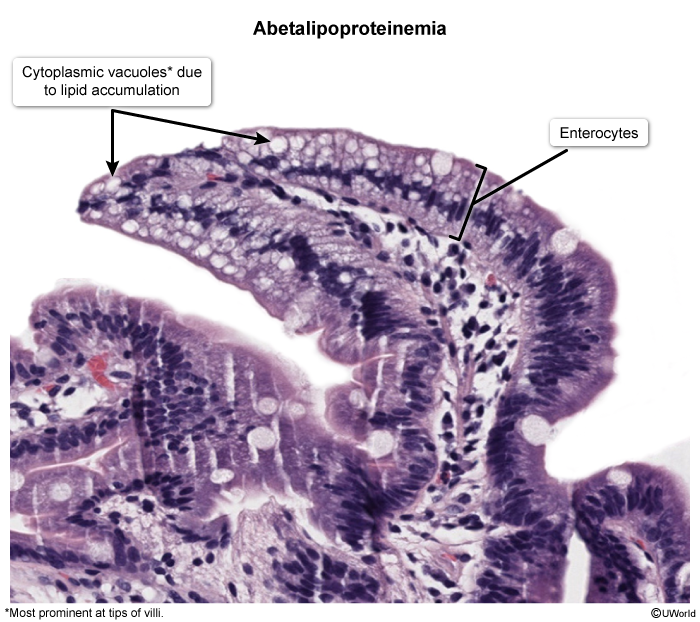 Abetalipoproteinemia
Cytoplasmic vacuoles* due
to lipid accumulation
Enterocytes
*Most prominent at tips of villi.
©UWorld